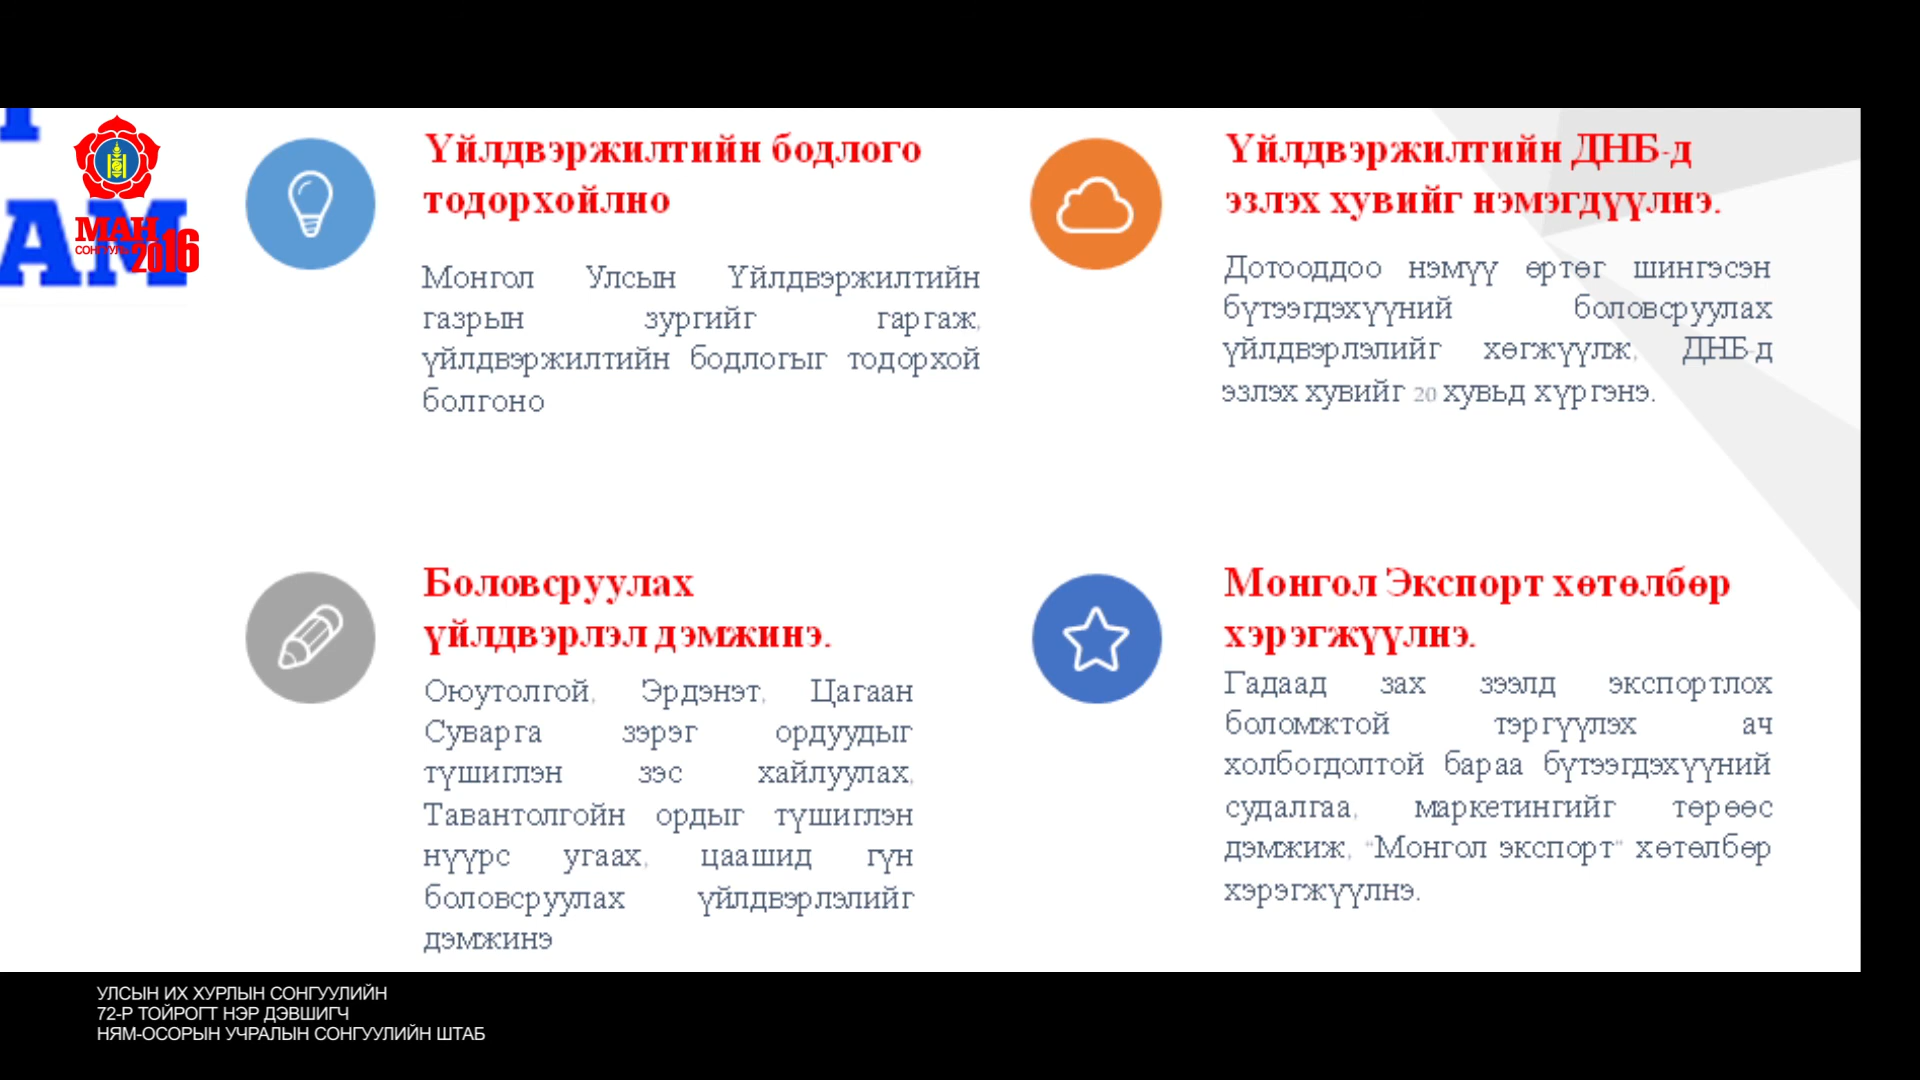 АМ
МАН
СОНГУУЛЬ
2016
Үйлдвэржилтийн бодлого
тодорхойлно
Монгол Улсын Үйлдвэржилтийн
газрын зургийг гаргаж,
үйлдвэржилтийн бодлогыг тодорхой
болгоно
Үйлдвэржилтийн ДНБ-д
эзлэх хувийг нэмэгдүүлнэ.
Дотооддоо нэмүү өртөг шингэсэн
бүтээгдэхүүний боловсруулах
үйлдвэрлэлийг хөгжүүлж, ДНБ-д
эзлэх хувийг 20 хувьд хүргэнэ.
Боловсруулах
үйлдвэрлэл дэмжинэ.
Оюутолгой, Эрдэнэт, Цагаан
Суварга зэрэг ордуудыг
түшиглэн зэс хайлуулах,
Тавантолгойн ордыг түшиглэн
нүүрс угаах, цаашид гүн
боловсруулах үйлдвэрлэлийг
дэмжинэ
Монгол Экспорт хөтөлбөр
хэрэгжүүлнэ.
Гадаад зах зээлд экспортлох
боломжтой тэргүүлэх ач
холбогдолтой бараа бүтээгдэхүүний
судалгаа, маркетингийг төрөөс
дэмжиж, "Монгол экспорт" хөтөлбөр
хэрэгжүүлнэ.
УЛСЫН ИХ ХУРЛЫН СОНГУУЛИЙН
72-Р ТОЙРОГТ НЭР ДЭВШИГЧ
НЯМ-ОСОРЫН УЧРАЛЫН СОНГУУЛИЙН ШТАБ